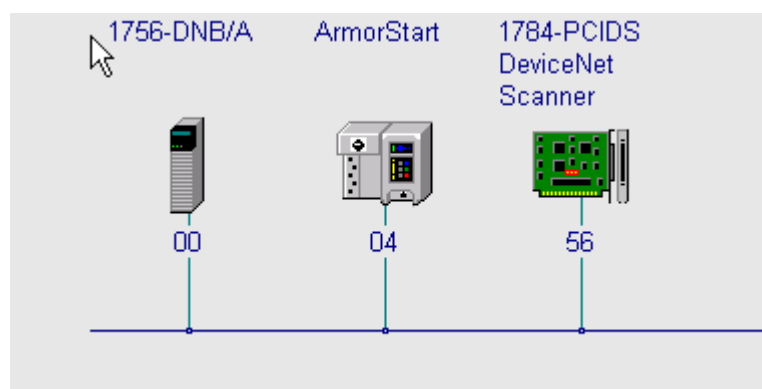 1756-DNB/A
ArmorStart
1784-PCIDS
DeviceNet
Scanner
00
04
56